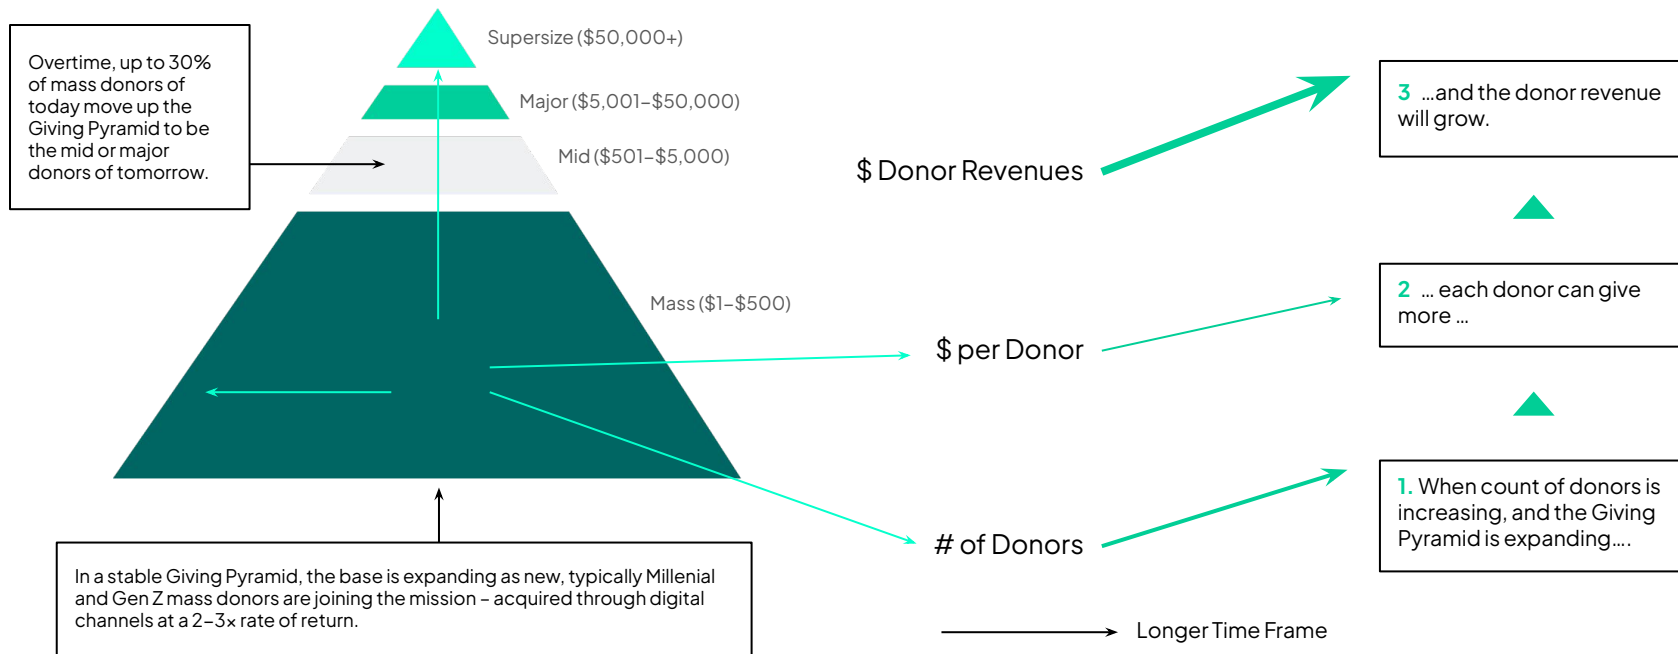 Overtime, up to 30%
of mass donors of
today move up the
Giving Pyramid to be
the mid or major
donors of tomorrow.
Supersize ($50,000+)
Major ($5,001–$50,000)
Mid ($501–$5,000)
Mass ($1–$500)
In a stable Giving Pyramid, the base is expanding as new, typically Millenial
and Gen Z mass donors are joining the mission – acquired through digital
channels at a 2–3x rate of return.
$ Donor Revenues
$ per Donor
# of Donors
Longer Time Frame
3 ...and the donor revenue
will grow.
2 ... each donor can give
more ...
1. When count of donors is
increasing, and the Giving
Pyramid is expanding....